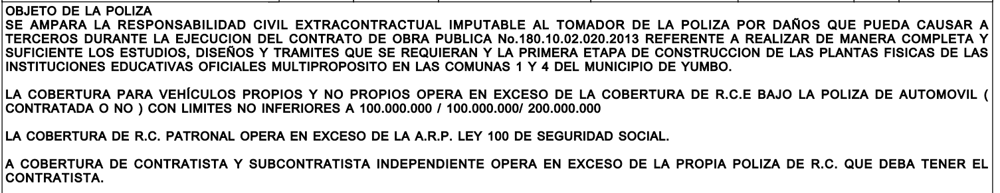 OBJETO DE LA POLIZA
SE AMPARA LA RESPONSABILIDAD CIVIL EXTRACONTRACTUAL IMPUTABLE AL TOMADOR DE LA POLIZA POR DAÑOS QUE PUEDA CAUSAR A
TERCEROS DURANTE LA EJECUCION DEL CONTRATO DE OBRA PUBLICA No.180.10.02.020.2013 REFERENTE A REALIZAR DE MANERA COMPLETA Y
SUFICIENTE LOS ESTUDIOS, DISEÑOS Y TRAMITES QUE SE REQUIERAN Y LA PRIMERA ETAPA DE CONSTRUCCION DE LAS PLANTAS FISICAS DE LAS
INSTITUCIONES EDUCATIVAS OFICIALES MULTIPROPOSITO EN LAS COMUNAS 1 Y 4 DEL MUNICIPIO DE YUMBO.
LA COBERTURA PARA VEHÍCULOS PROPIOS Y NO PROPIOS OPERA EN EXCESO DE LA COBERTURA DE R.C.E BAJO LA POLIZA DE AUTOMOVIL (
CONTRATADA O NO ) CON LIMITES NO INFERIORES A 100.000.000 / 100.000.000/ 200.000.000
LA COBERTURA DE R.C. PATRONAL OPERA EN EXCESO DE LA A.R.P. LEY 100 DE SEGURIDAD SOCIAL.
A COBERTURA DE CONTRATISTA Y SUBCONTRATISTA INDEPENDIENTE OPERA EN EXCESO DE LA PROPIA POLIZA DE R.C. QUE DEBA TENER EL
CONTRATISTA.